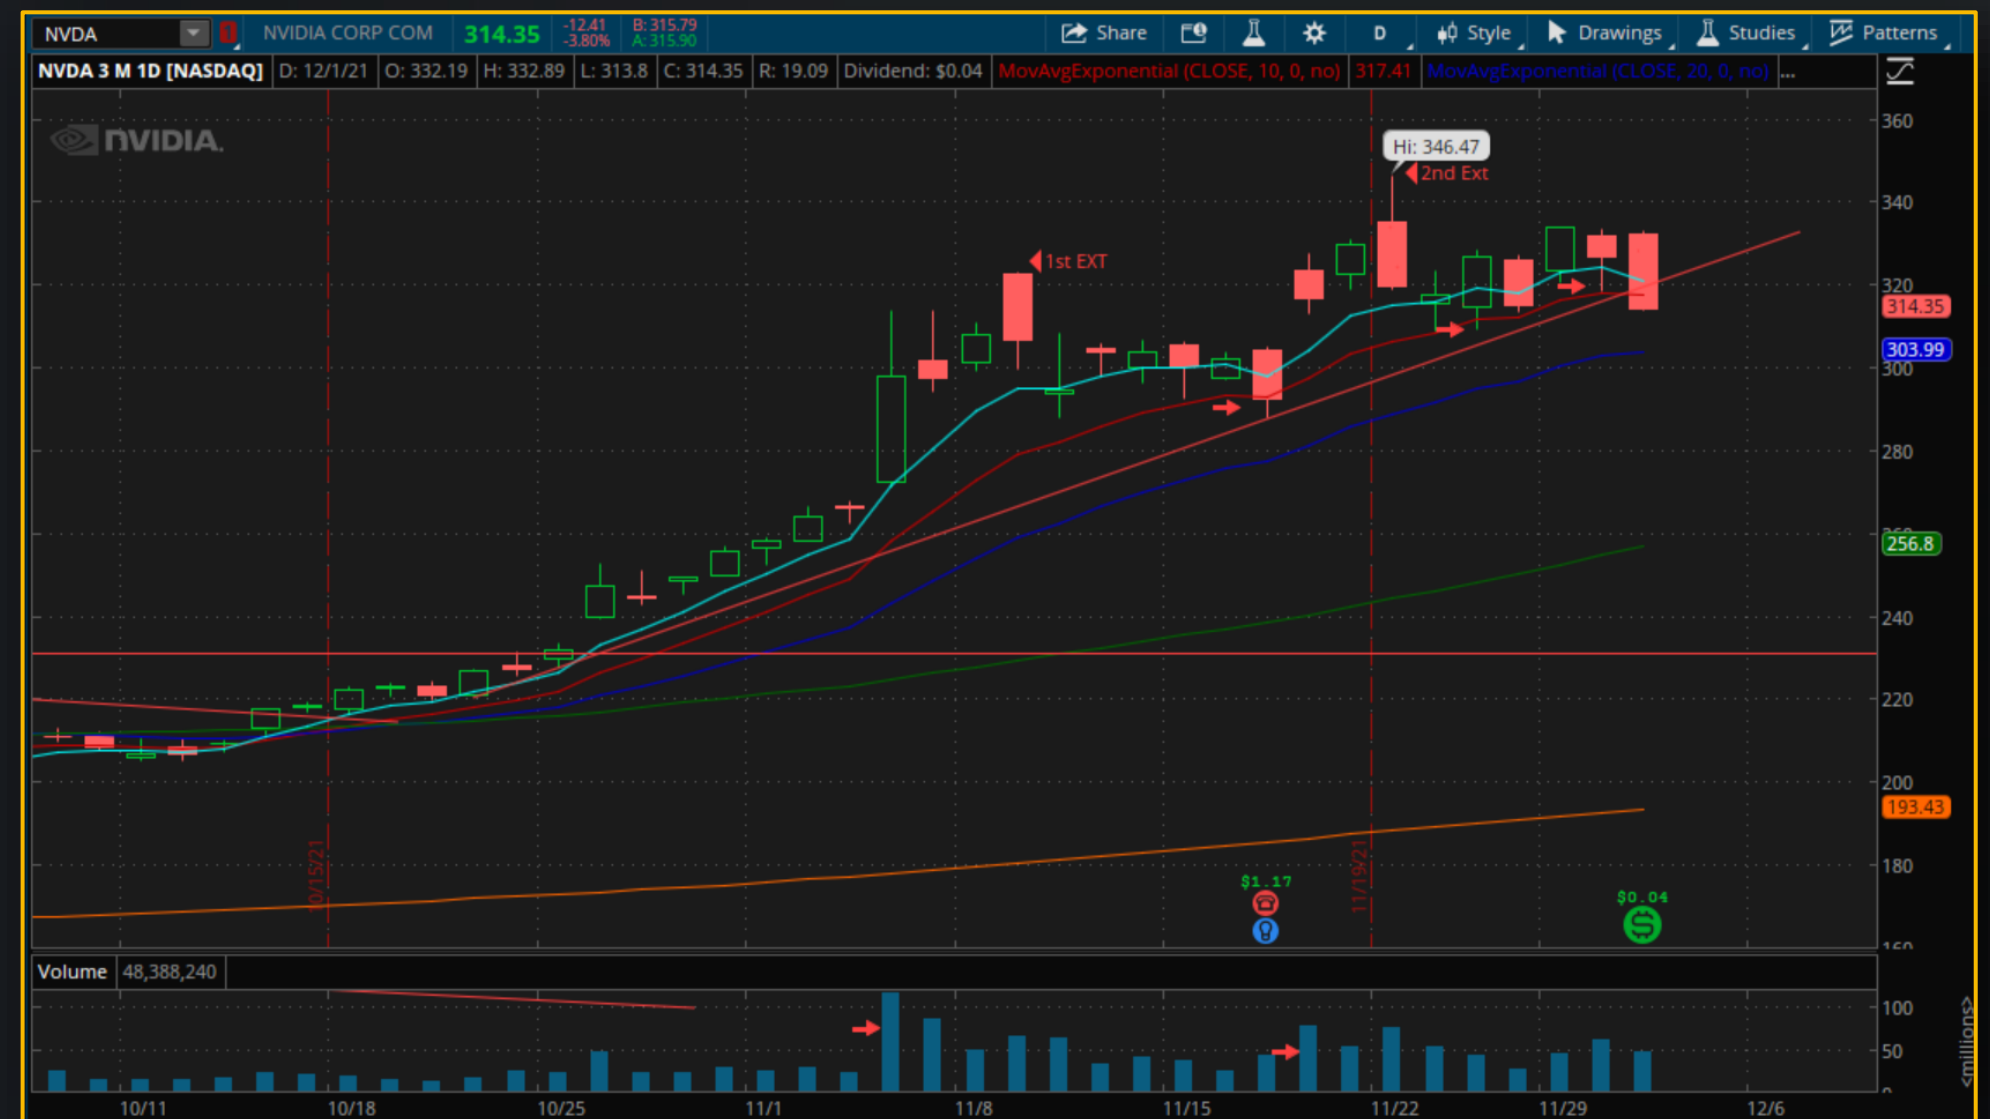 NVDA
1
NVIDIA CORP COM
314.35
-12.41
-3.80%
B: 315.79
A: 315.90
Share
D
Style
Drawings
Studies
Patterns
NVDA 3 M 1D [NASDAQ]
D: 12/1/21
O: 332.19
H: 332.89
L: 313.8
C: 314.35
R: 19.09
Dividend: $0.04
MovAvgExponential (CLOSE, 10, 0, no)
317.41
MovAvgExponential (CLOSE, 20, 0, no)
...
NVIDIA.
360
Hi: 346.47
2nd Ext
340
1st EXT
320
314.35
303.99
300
280
260
256.8
240
220
200
193.43
180
10/15/21
11/19/21
$1.17
$0.04
160
Volume
48,388,240
100
50
0
<millions>
10/11
10/18
10/25
11/1
11/8
11/15
11/22
11/29
12/6